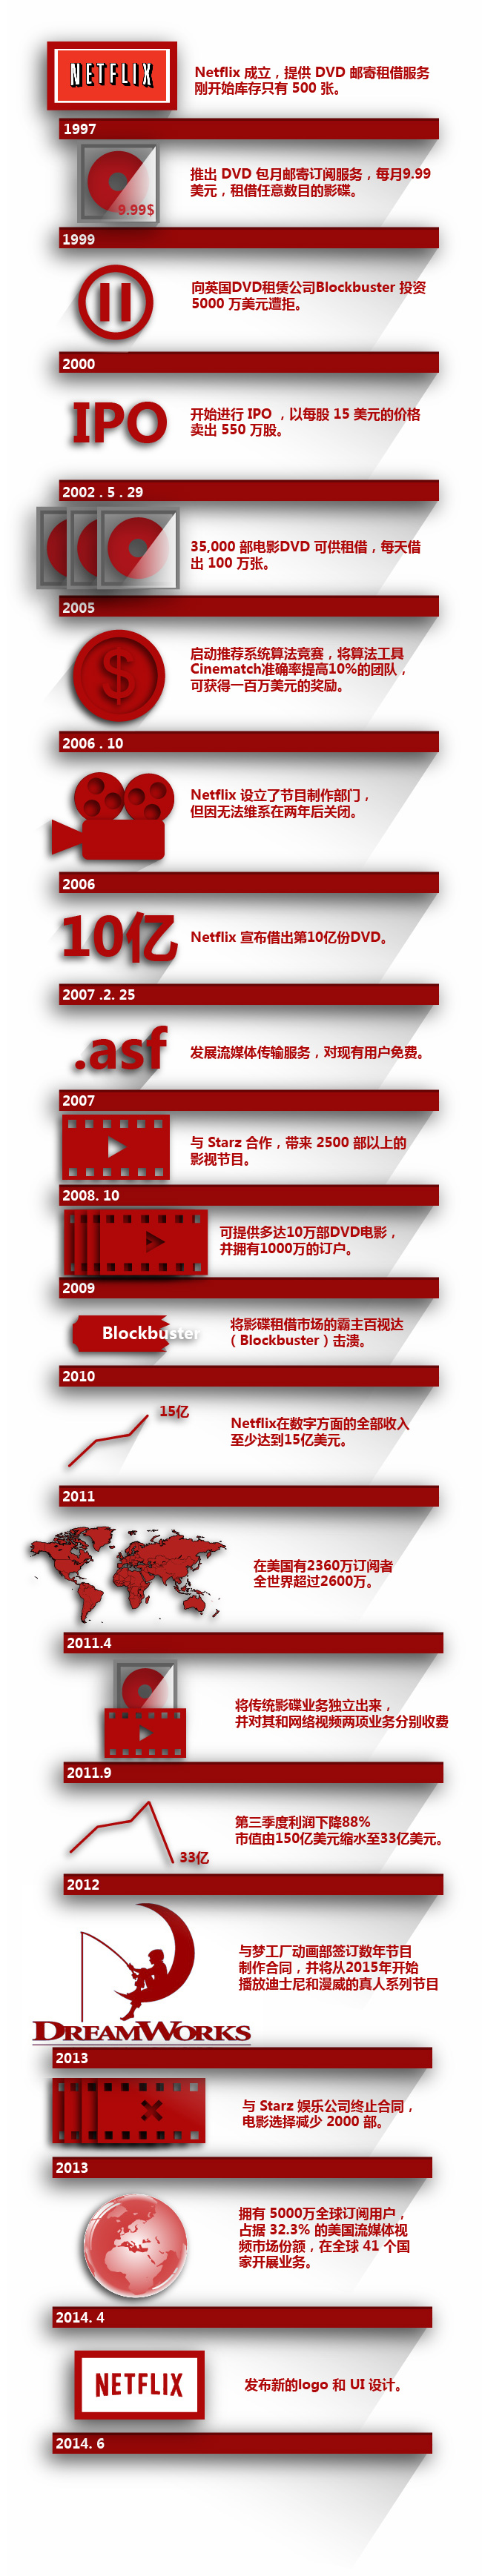 NETFLIX
Netflix 成立，提供 DVD 邮寄租借服务
刚开始库存只有 500 张。
1997
9.99$
推出 DVD 包月邮寄订阅服务，每月9.99
美元，租借任意数目的影碟。
1999
向英国DVD租赁公司Blockbuster 投资
5000 万美元遭拒。
2000
IPO
开始进行 IPO ，以每股 15 美元的价格
卖出 550 万股。
2002 . 5 . 29
35,000 部电影DVD 可供租借，每天借
出 100 万张。
2005
$
启动推荐系统算法竞赛，将算法工具
Cinematch准确率提高10%的团队，
可获得一百万美元的奖励。
2006 . 10
Netflix 设立了节目制作部门，
但因无法维系在两年后关闭。
2006
10亿
Netflix 宣布借出第10亿份DVD。
2007 .2. 25
.asf
发展流媒体传输服务，对现有用户免费。
2007
与 Starz 合作，带来 2500 部以上的
影视节目。
2008. 10
可提供多达10万部DVD电影，
并拥有1000万的订户。
2009
Blockbuster
将影碟租借市场的霸主百视达
（ Blockbuster ）击溃。
2010
15亿
Netflix在数字方面的全部收入
至少达到15亿美元。
2011
在美国有2360万订阅者
全世界超过2600万。
2011.4
将传统影碟业务独立出来，
并对其和网络视频两项业务分别收费
2011.9
33亿
第三季度利润下降88%
市值由150亿美元缩水至33亿美元。
2012
DREAMWORKS
与梦工厂动画部签订数年节目
制作合同，并将从2015年开始
播放迪士尼和漫威的真人系列节目
2013
与 Starz 娱乐公司终止合同，
电影选择减少 2000 部。
2013
拥有 5000万全球订阅用户，
占据 32.3% 的美国流媒体视
频市场份额，在全球 41 个国
家开展业务。
2014. 4
NETFLIX
发布新的logo 和 UI 设计。
2014. 6